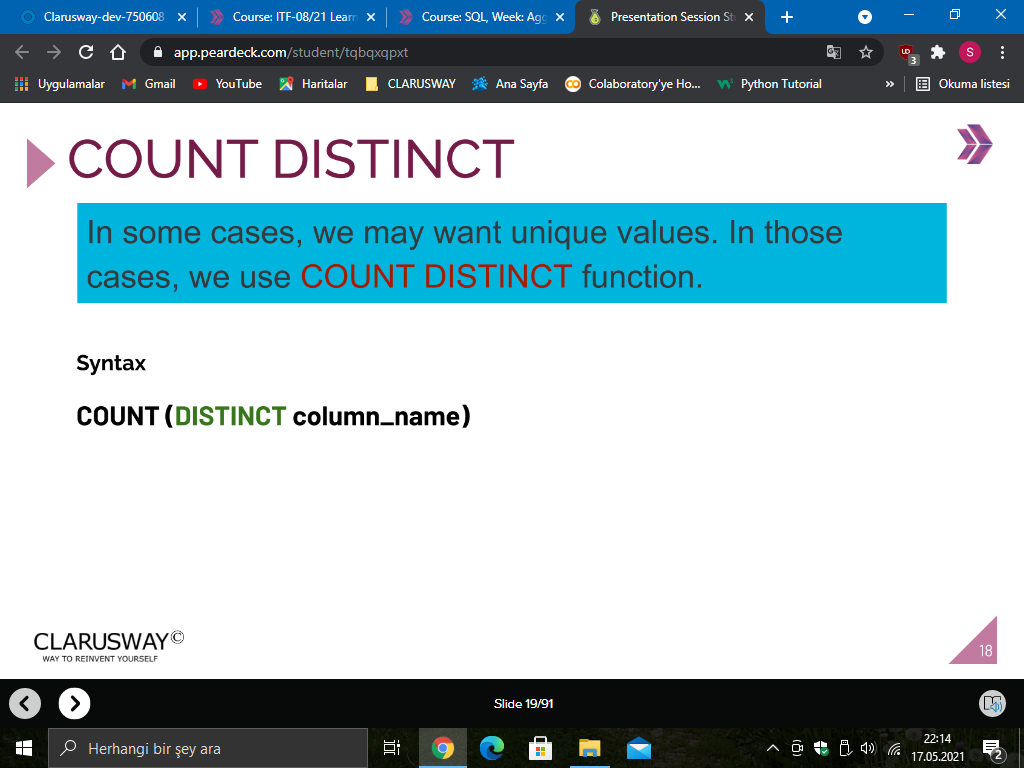 Clarusway-dev-750608
Course: ITF-08/21 Learn
Course: SQL, Week: Agg
Presentation Session St
app.peardeck.com/student/tqbqxqpxt
3
S
Uygulamalar
Gmail
YouTube
Haritalar
CLARUSWAY
Ana Sayfa
Colaboratory'ye Ho...
Python Tutorial
»
Okuma listesi
COUNT DISTINCT
In some cases, we may want unique values. In those
cases, we use COUNT DISTINCT function.
Syntax
COUNT (DISTINCT column_name)
CLARUSWAY©
WAY TO REINVENT YOURSELF
18
Slide 19/91
Herhangi bir şey ara
22:14
17.05.2021
2